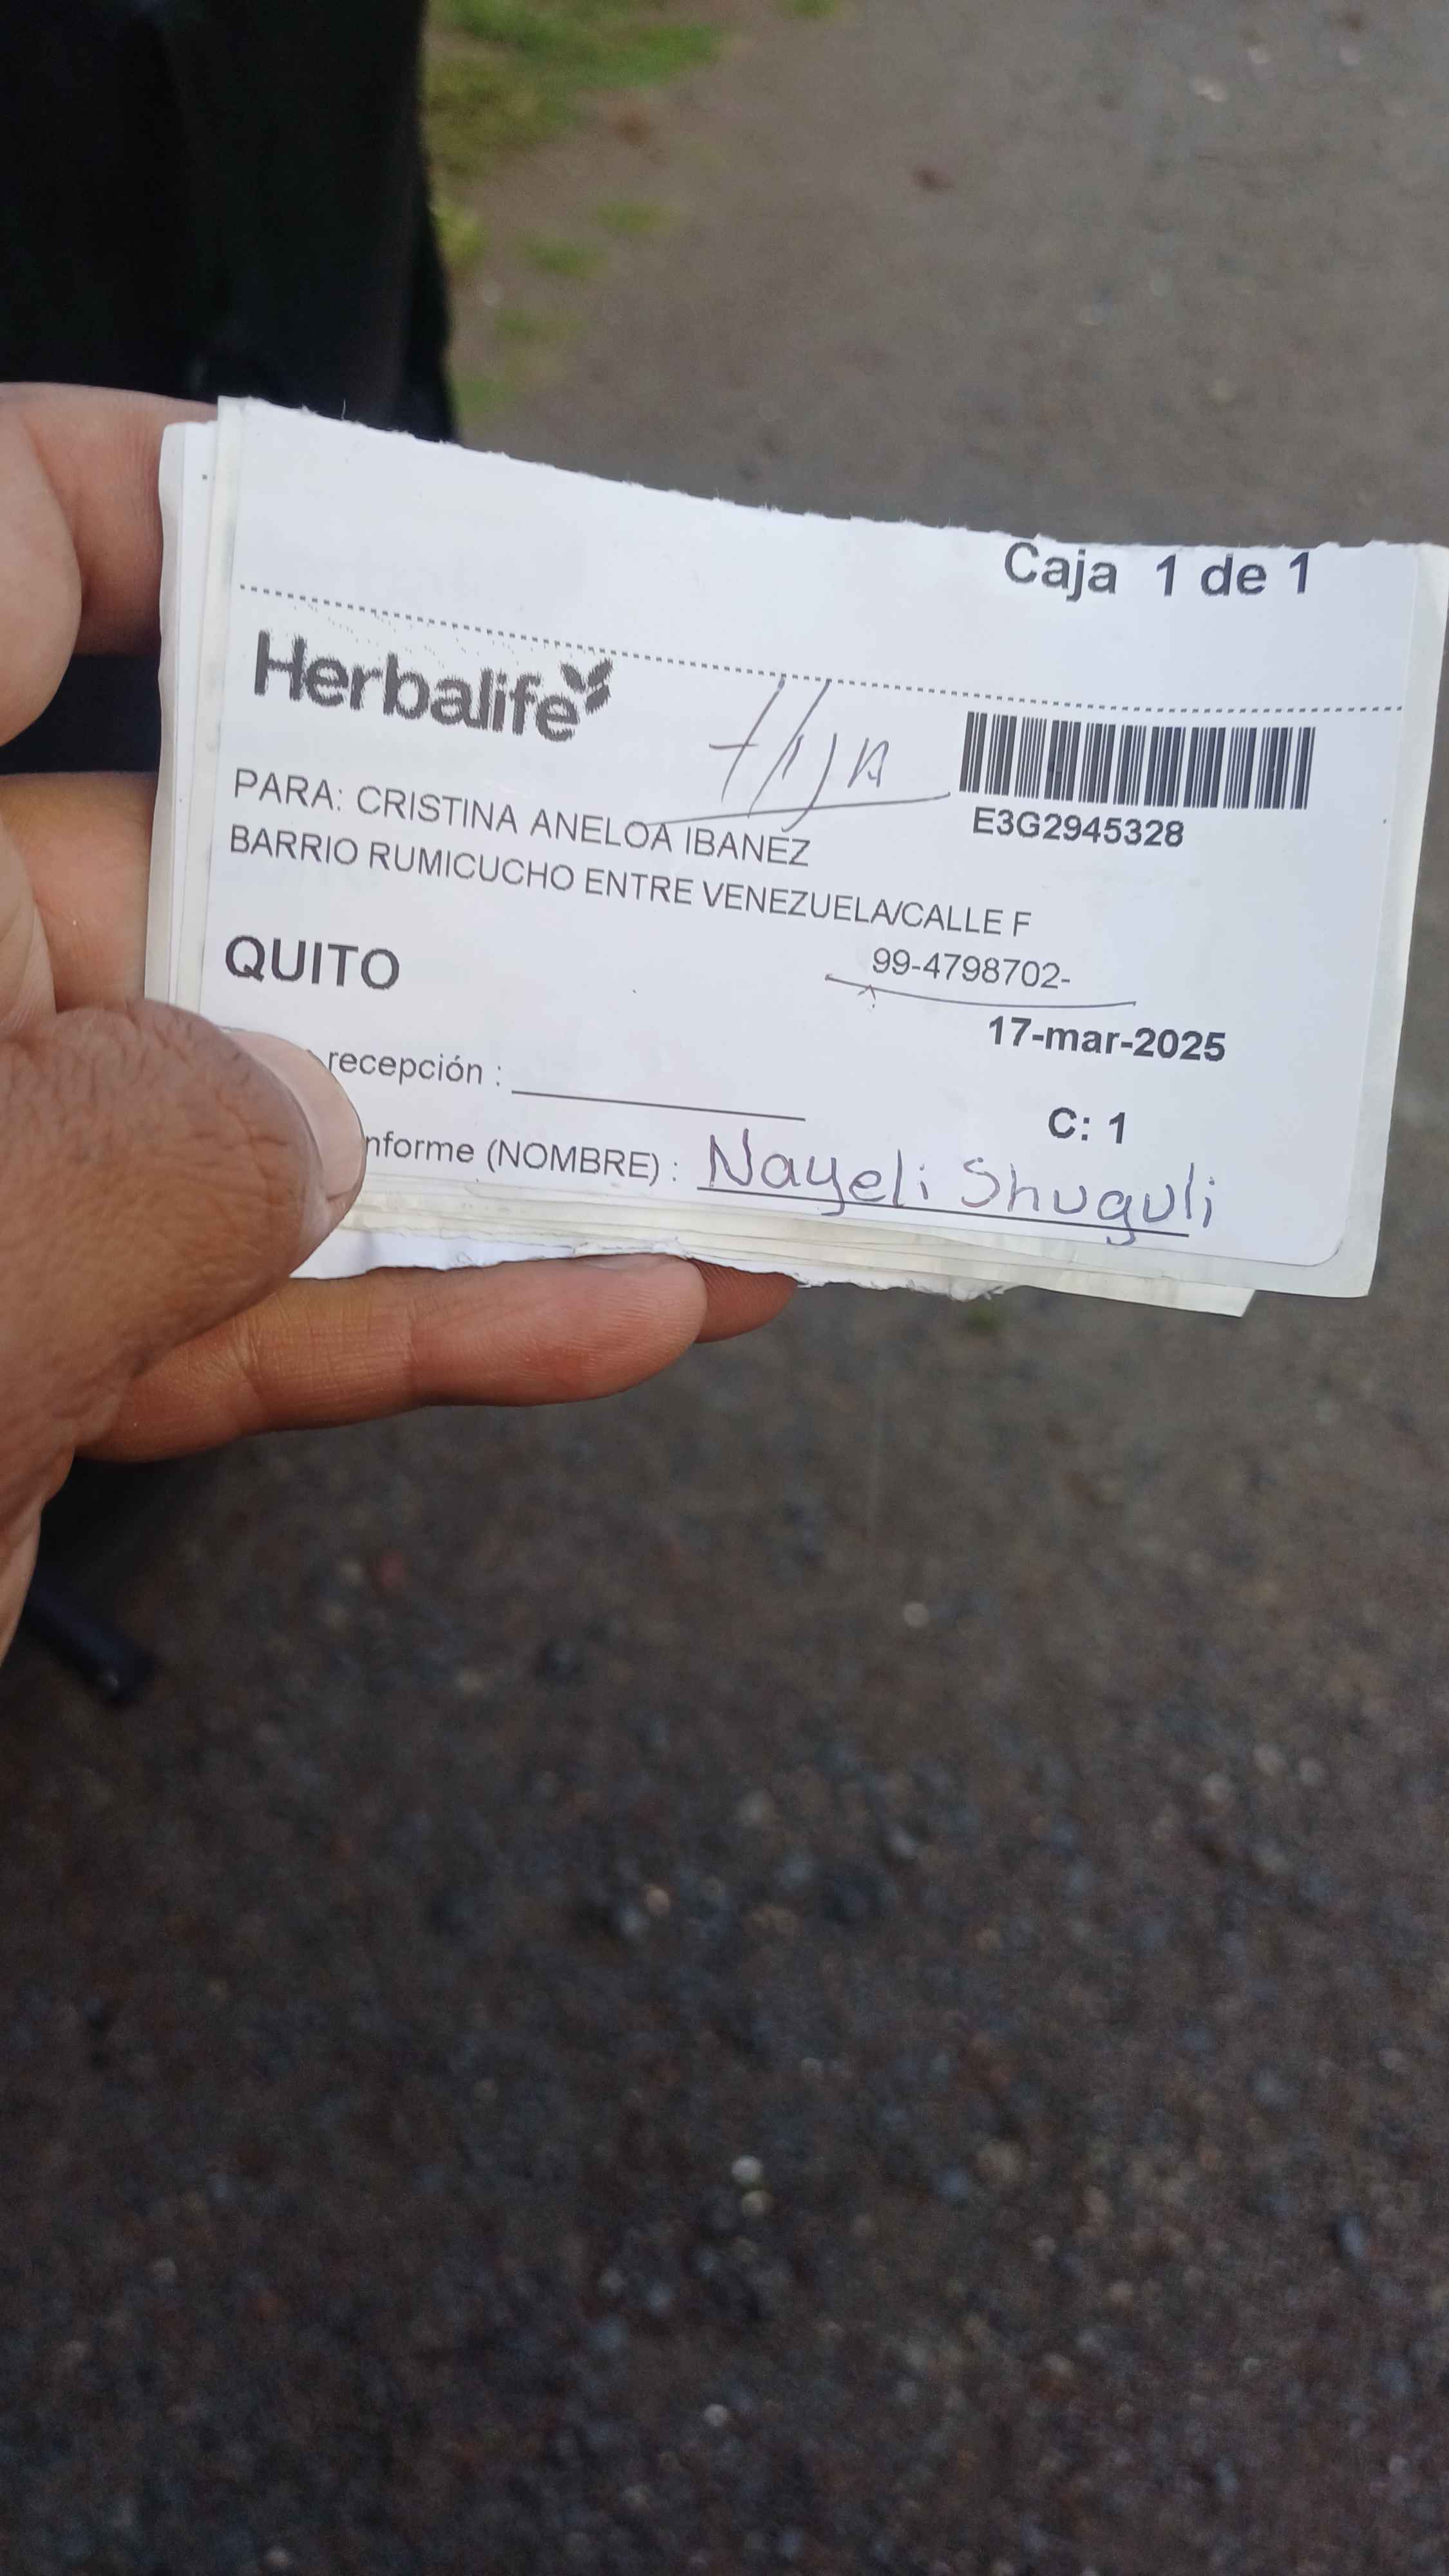 Caja 1 de 1
Herbalife
Hija
E3G2945328
PARA: CRISTINA ANELOA IBANEZ
BARRIO RUMICUCHO ENTRE VENEZUELA/CALLE F
99-4798702-
QUITO
17-mar-2025
recepción :
C: 1
nforme (NOMBRE) : Nayeli Shuguli